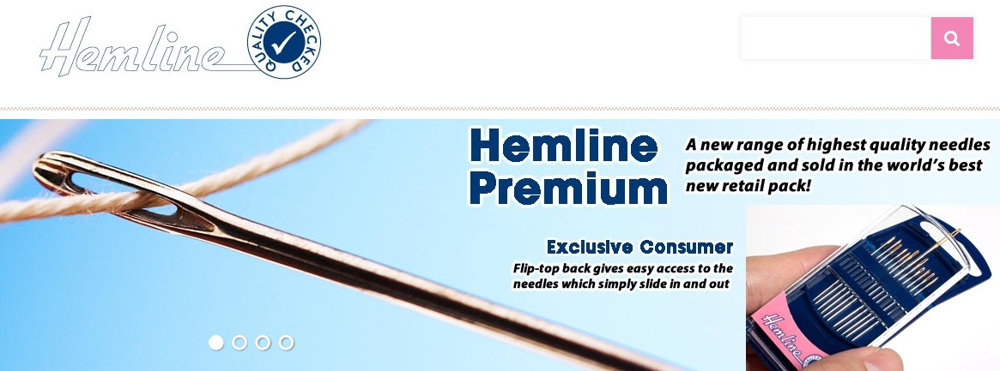 Hemline
QUALITY CHECKED
Hemline
Premium
A new range of highest quality needles
packaged and sold in the world's best
new retail pack!
Exclusive Consumer
Flip-top back gives easy access to the
needles which simply slide in and out
Hemline